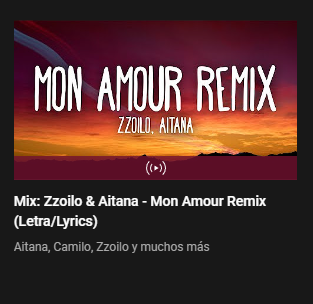 MON AMOUR REMIX
ZZOILO, AITANA
Mix: Zzoilo & Aitana - Mon Amour Remix
(Letra/Lyrics)
Aitana, Camilo, Zzoilo y muchos más